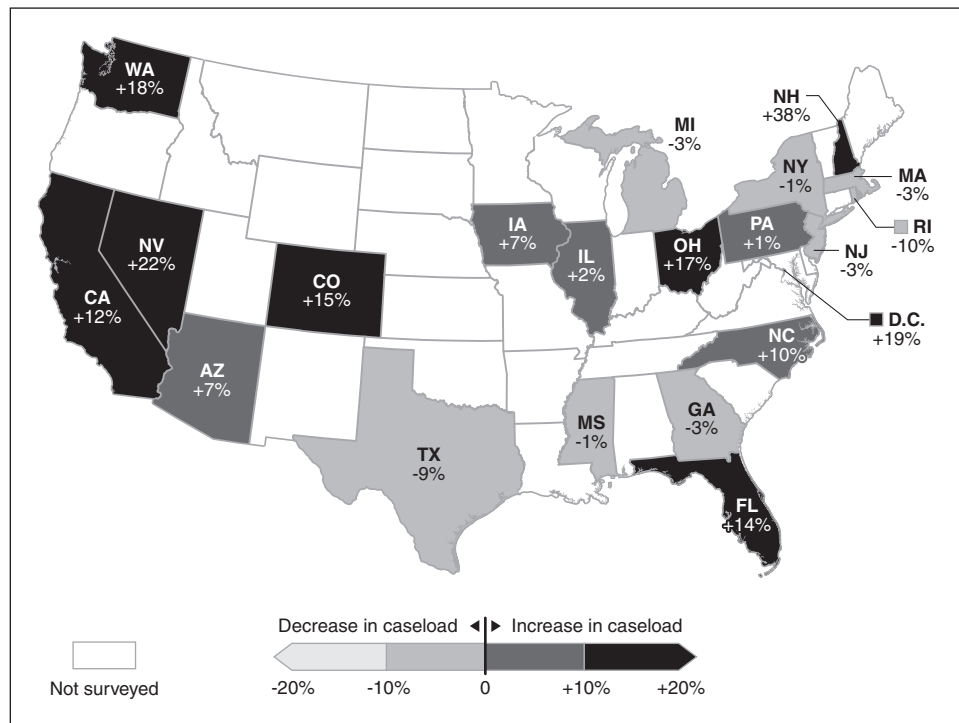 WA
+18%
NH
+38%
MI
-3%
NY
-1%
MA
-3%
RI
-10%
NJ
-3%
PA
+1%
OH
+17%
IA
+7%
IL
+2%
NV
+22%
CO
+15%
CA
+12%
D.C.
+19%
NC
+10%
AZ
+7%
GA
-3%
MS
-1%
TX
-9%
FL
+14%
Decrease in caseload
Increase in caseload
Not surveyed
-20%
-10%
0
+10%
+20%